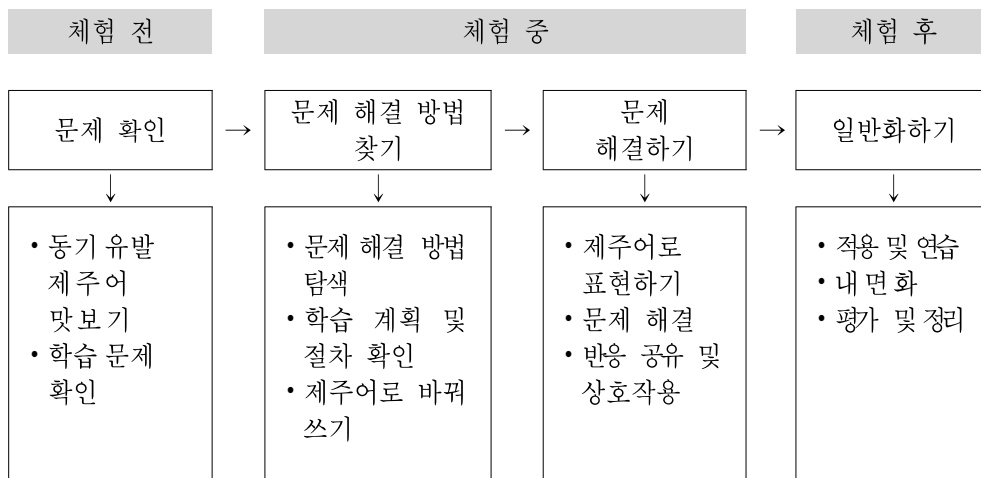 체험 전
체험 중
체험 후
문제 확인
→
문제 해결 방법
찾기
→
문제
해결하기
→
일반화하기
↓
↓
↓
↓
• 동기 유발
제주어
맛보기
• 학습 문제
확인
• 문제 해결 방법
탐색
• 학습 계획 및
절차 확인
• 제주어로 바꿔
쓰기
• 제주어로
표현하기
• 문제 해결
• 반응 공유 및
상호작용
• 적용 및 연습
• 내면화
• 평가 및 정리